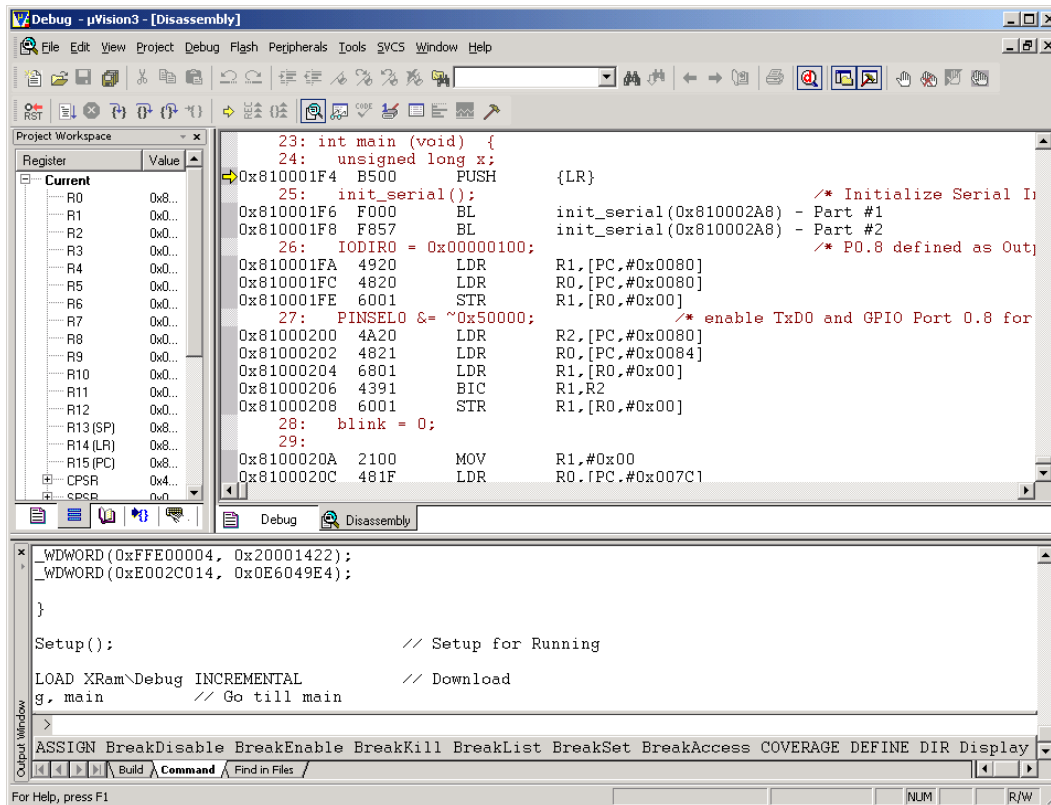 Debug - µVision3 - [Disassembly]
File Edit View Project Debug Flash Peripherals Tools SVCS Window Help
RST
CODE
Project Workspace
Register Value
Current
R0 0x8...
R1 0x0...
R2 0x0...
R3 0x0...
R4 0x0...
R5 0x0...
R6 0x0...
R7 0x0...
R8 0x0...
R9 0x0...
R10 0x0...
R11 0x0...
R12 0x0...
R13 (SP) 0x8...
R14 (LR) 0x8...
R15 (PC) 0x8...
CPSR 0x4...
SPSR 0x0...
23: int main (void) {
24: unsigned long x;
0x810001F4 B500 PUSH {LR}
25: init_serial(); /* Initialize Serial
0x810001F6 F000 BL init_serial(0x810002A8) - Part #1
0x810001F8 F857 BL init_serial(0x810002A8) - Part #2
26: IODIR0 = 0x00000100; /* P0.8 defined as
0x810001FA 4920 LDR R1,[PC,#0x0080]
0x810001FC 4820 LDR R0,[PC,#0x0080]
0x810001FE 6001 STR R1,[R0,#0x00]
27: PINSEL0 &= ~0x50000; /* enable TxD0 and GPIO Port 0.8 for
0x81000200 4A20 LDR R2,[PC,#0x0080]
0x81000202 4821 LDR R0,[PC,#0x0084]
0x81000204 6801 LDR R1,[R0,#0x00]
0x81000206 4391 BIC R1,R2
0x81000208 6001 STR R1,[R0,#0x00]
28: blink = 0;
29:
0x8100020A 2100 MOV R1,#0x00
0x8100020C 481F LDR R0,[PC,#0x007C]
Debug Disassembly
_WDWORD(0xFFE00004, 0x20001422);
_WDWORD(0xE002C014, 0x0E6049E4);
}
Setup(); // Setup for Running
LOAD XRam\Debug INCREMENTAL // Download
g, main // Go till main
>
ASSIGN BreakDisable BreakEnable BreakKill BreakList BreakSet BreakAccess COVERAGE DEFINE DIR Display
Output Window
Build Command Find in Files
For Help, press F1 NUM R/W